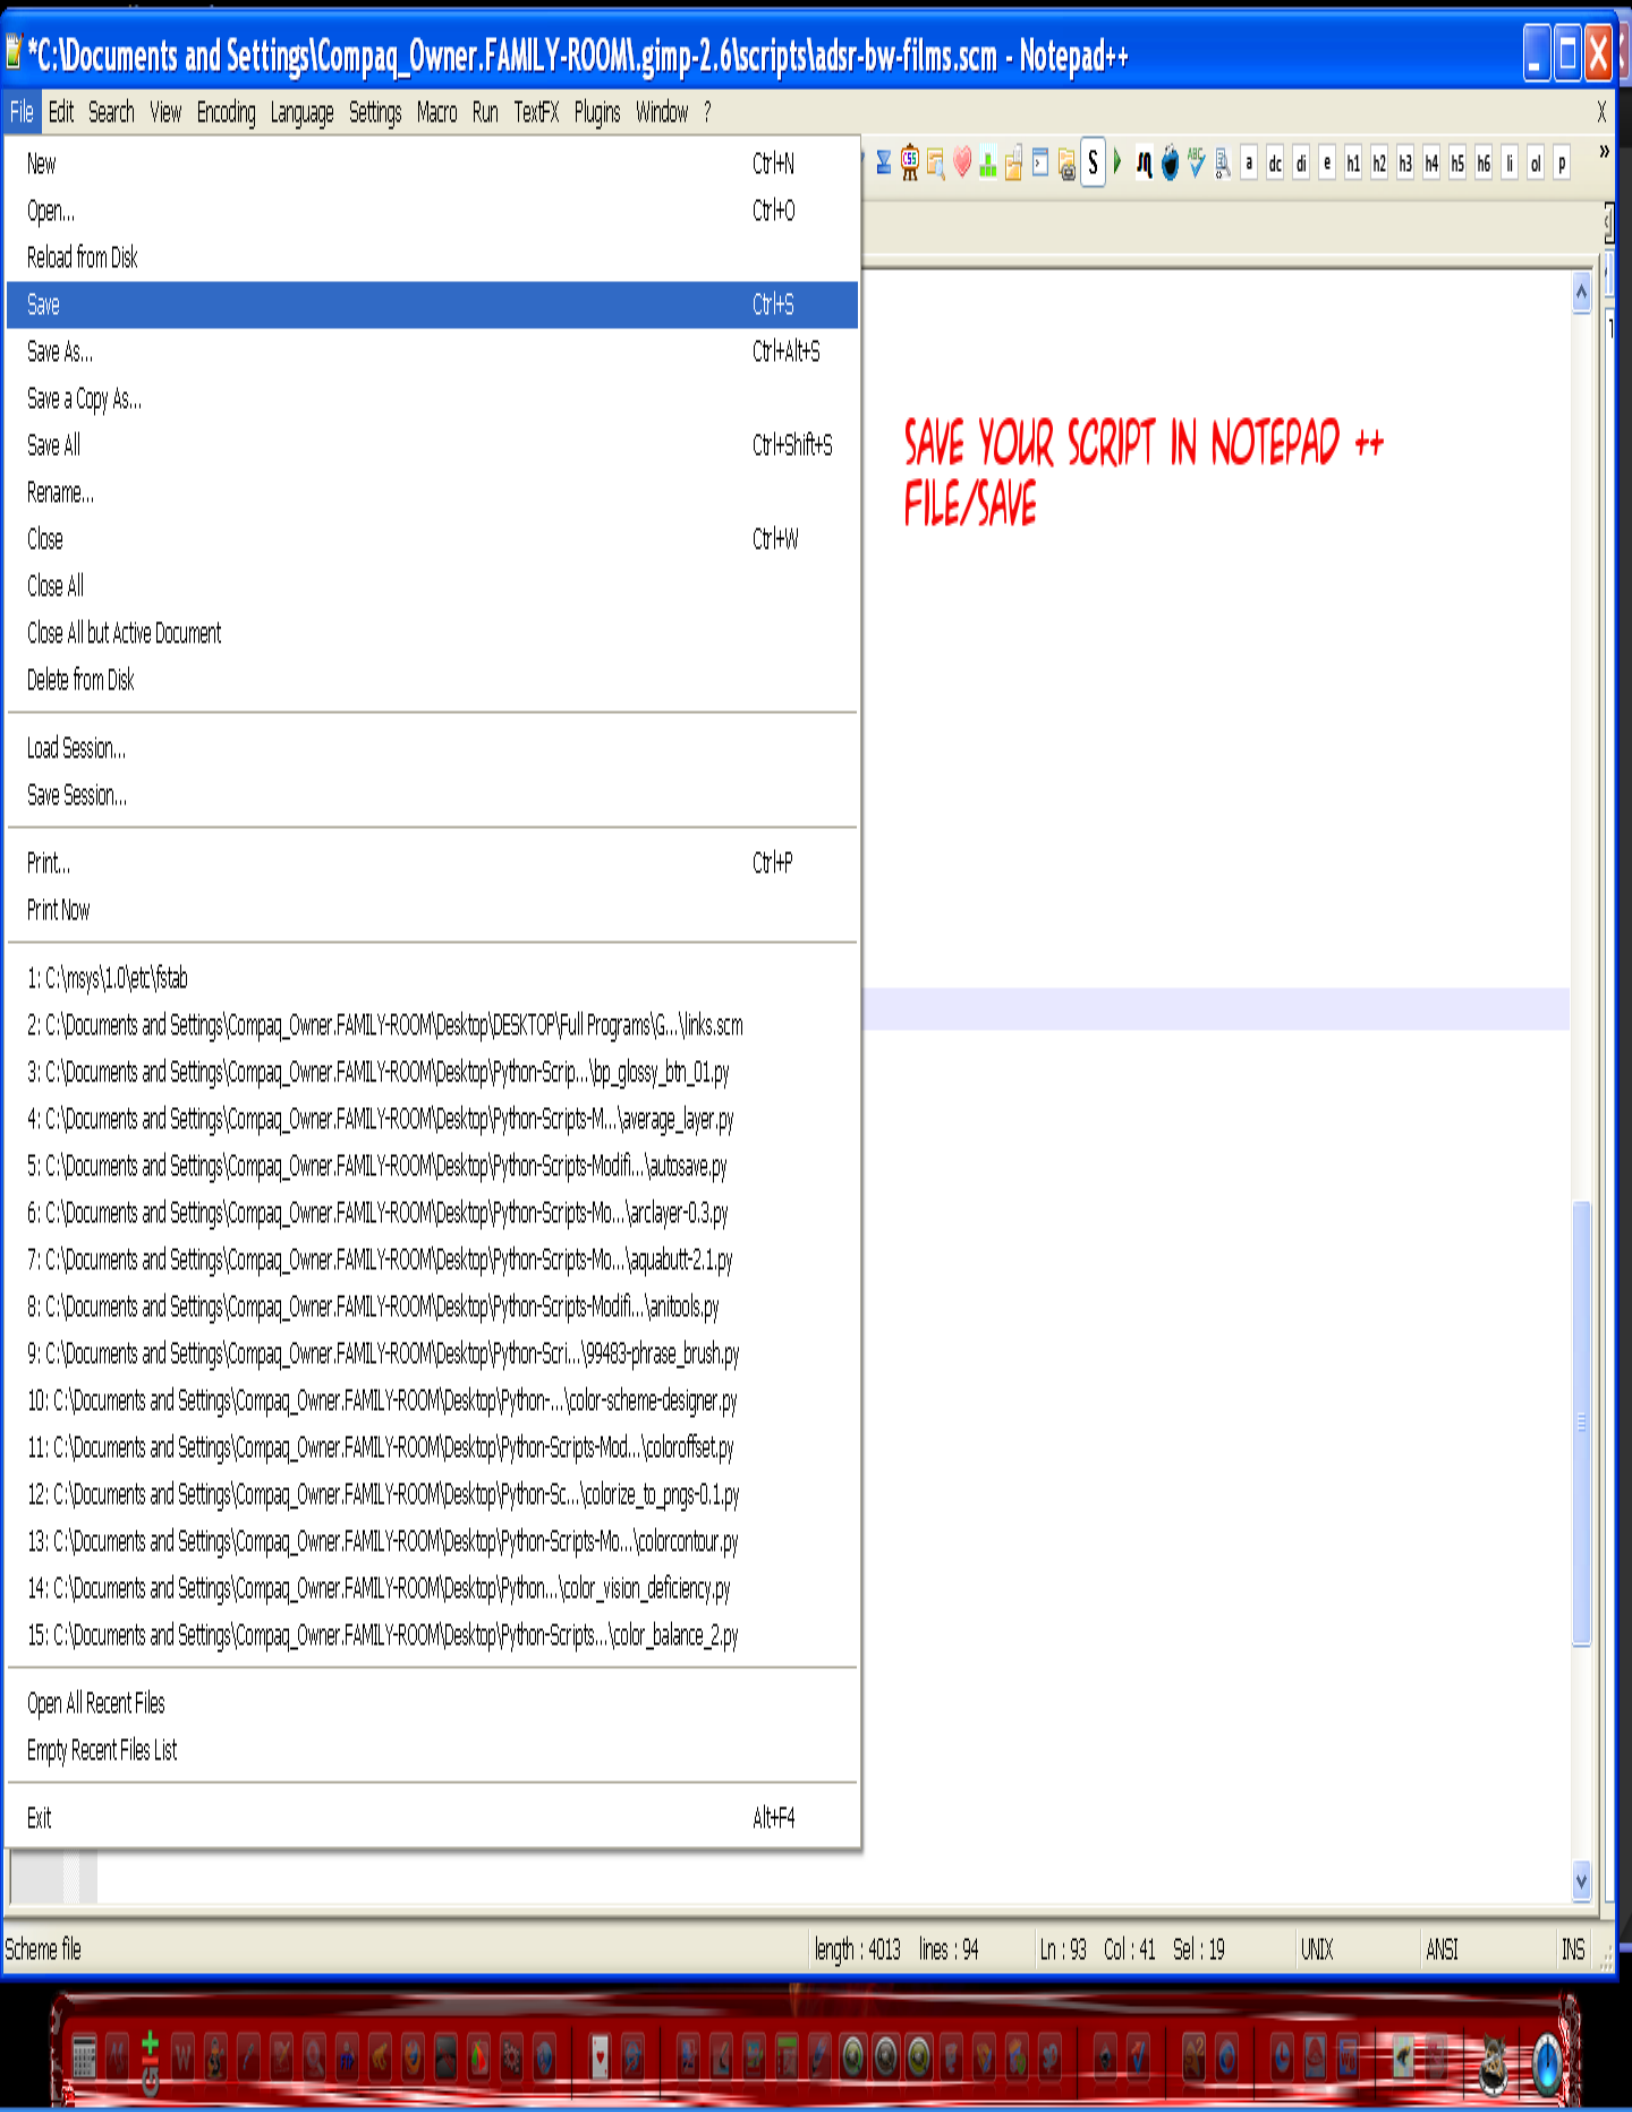 *C:\Documents and Settings\Compaq_Owner.FAMILY-ROOM\.gimp-2.6\scripts\adsr-bw-films.scm - Notepad++
File Edit Search View Encoding Language Settings Macro Run TextFX Plugins Window ? X
CSS S ABC a dc di e h1 h2 h3 h4 h5 h6 li ol p »
New Ctrl+N
Open... Ctrl+O
Reload from Disk
Save Ctrl+S
Save As... Ctrl+Alt+S
Save a Copy As...
Save All Ctrl+Shift+S
Rename...
Close Ctrl+W
Close All
Close All but Active Document
Delete from Disk
Load Session...
Save Session...
Print... Ctrl+P
Print Now
1: C:\msys\1.0\etc\fstab
2: C:\Documents and Settings\Compaq_Owner.FAMILY-ROOM\Desktop\DESKTOP\Full Programs\G...\links.scm
3: C:\Documents and Settings\Compaq_Owner.FAMILY-ROOM\Desktop\Python-Scrip...\bp_glossy_btn_01.py
4: C:\Documents and Settings\Compaq_Owner.FAMILY-ROOM\Desktop\Python-Scripts-M...\average_layer.py
5: C:\Documents and Settings\Compaq_Owner.FAMILY-ROOM\Desktop\Python-Scripts-Modifi...\autosave.py
6: C:\Documents and Settings\Compaq_Owner.FAMILY-ROOM\Desktop\Python-Scripts-Mo...\arclayer-0.3.py
7: C:\Documents and Settings\Compaq_Owner.FAMILY-ROOM\Desktop\Python-Scripts-Mo...\aquabutt-2.1.py
8: C:\Documents and Settings\Compaq_Owner.FAMILY-ROOM\Desktop\Python-Scripts-Modifi...\anitools.py
9: C:\Documents and Settings\Compaq_Owner.FAMILY-ROOM\Desktop\Python-Scri...\99483-phrase_brush.py
10: C:\Documents and Settings\Compaq_Owner.FAMILY-ROOM\Desktop\Python-...\color-scheme-designer.py
11: C:\Documents and Settings\Compaq_Owner.FAMILY-ROOM\Desktop\Python-Scripts-Mod...\coloroffset.py
12: C:\Documents and Settings\Compaq_Owner.FAMILY-ROOM\Desktop\Python-Sc...\colorize_to_pngs-0.1.py
13: C:\Documents and Settings\Compaq_Owner.FAMILY-ROOM\Desktop\Python-Scripts-Mo...\colorcontour.py
14: C:\Documents and Settings\Compaq_Owner.FAMILY-ROOM\Desktop\Python...\color_vision_deficiency.py
15: C:\Documents and Settings\Compaq_Owner.FAMILY-ROOM\Desktop\Python-Scripts...\color_balance_2.py
Open All Recent Files
Empty Recent Files List
Exit Alt+F4
SAVE YOUR SCRIPT IN NOTEPAD ++
FILE/SAVE
Scheme file length : 4013 lines : 94 Ln : 93 Col : 41 Sel : 19 UNIX ANSI INS